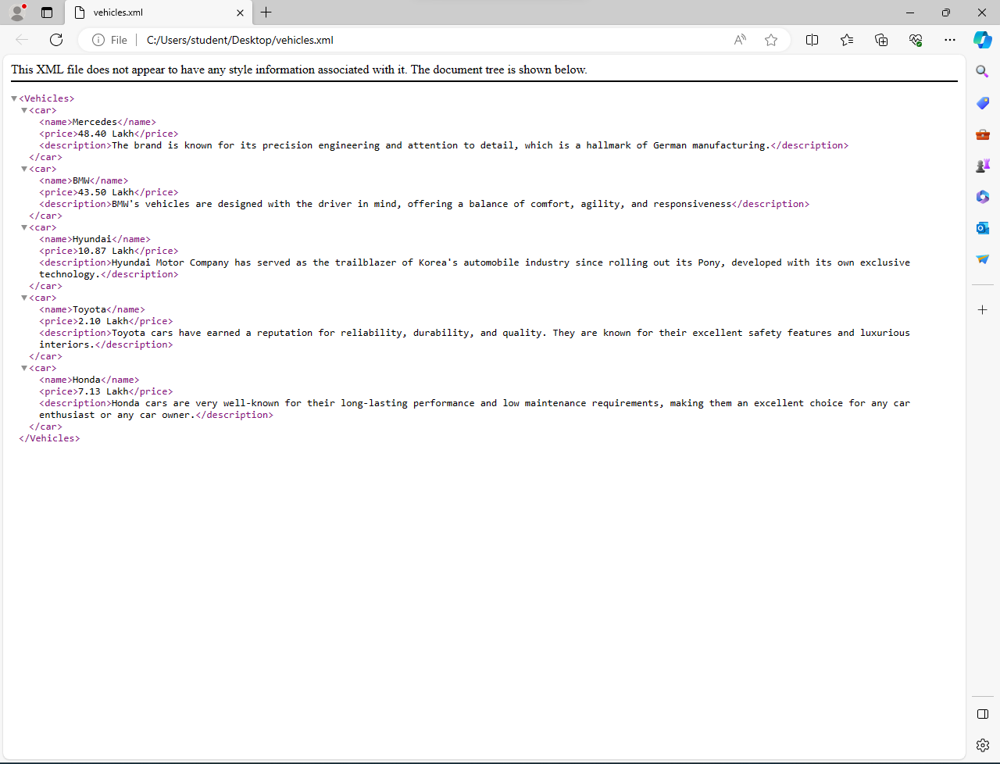 vehicles.xml
File
C:/Users/student/Desktop/vehicles.xml
This XML file does not appear to have any style information associated with it. The document tree is shown below.
<Vehicles>
<car>
<name>Mercedes</name>
<price>48.40 Lakh</price>
<description>The brand is known for its precision engineering and attention to detail, which is a hallmark of German manufacturing.</description>
</car>
<car>
<name>BMW</name>
<price>43.50 Lakh</price>
<description>BMW's vehicles are designed with the driver in mind, offering a balance of comfort, agility, and responsiveness</description>
</car>
<car>
<name>Hyundai</name>
<price>10.87 Lakh</price>
<description>Hyundai Motor Company has served as the trailblazer of Korea's automobile industry since rolling out its Pony, developed with its own exclusive
technology.</description>
</car>
<car>
<name>Toyota</name>
<price>2.10 Lakh</price>
<description>Toyota cars have earned a reputation for reliability, durability, and quality. They are known for their excellent safety features and luxurious
interiors.</description>
</car>
<car>
<name>Honda</name>
<price>7.13 Lakh</price>
<description>Honda cars are very well-known for their long-lasting performance and low maintenance requirements, making them an excellent choice for any car
enthusiast or any car owner.</description>
</car>
</Vehicles>